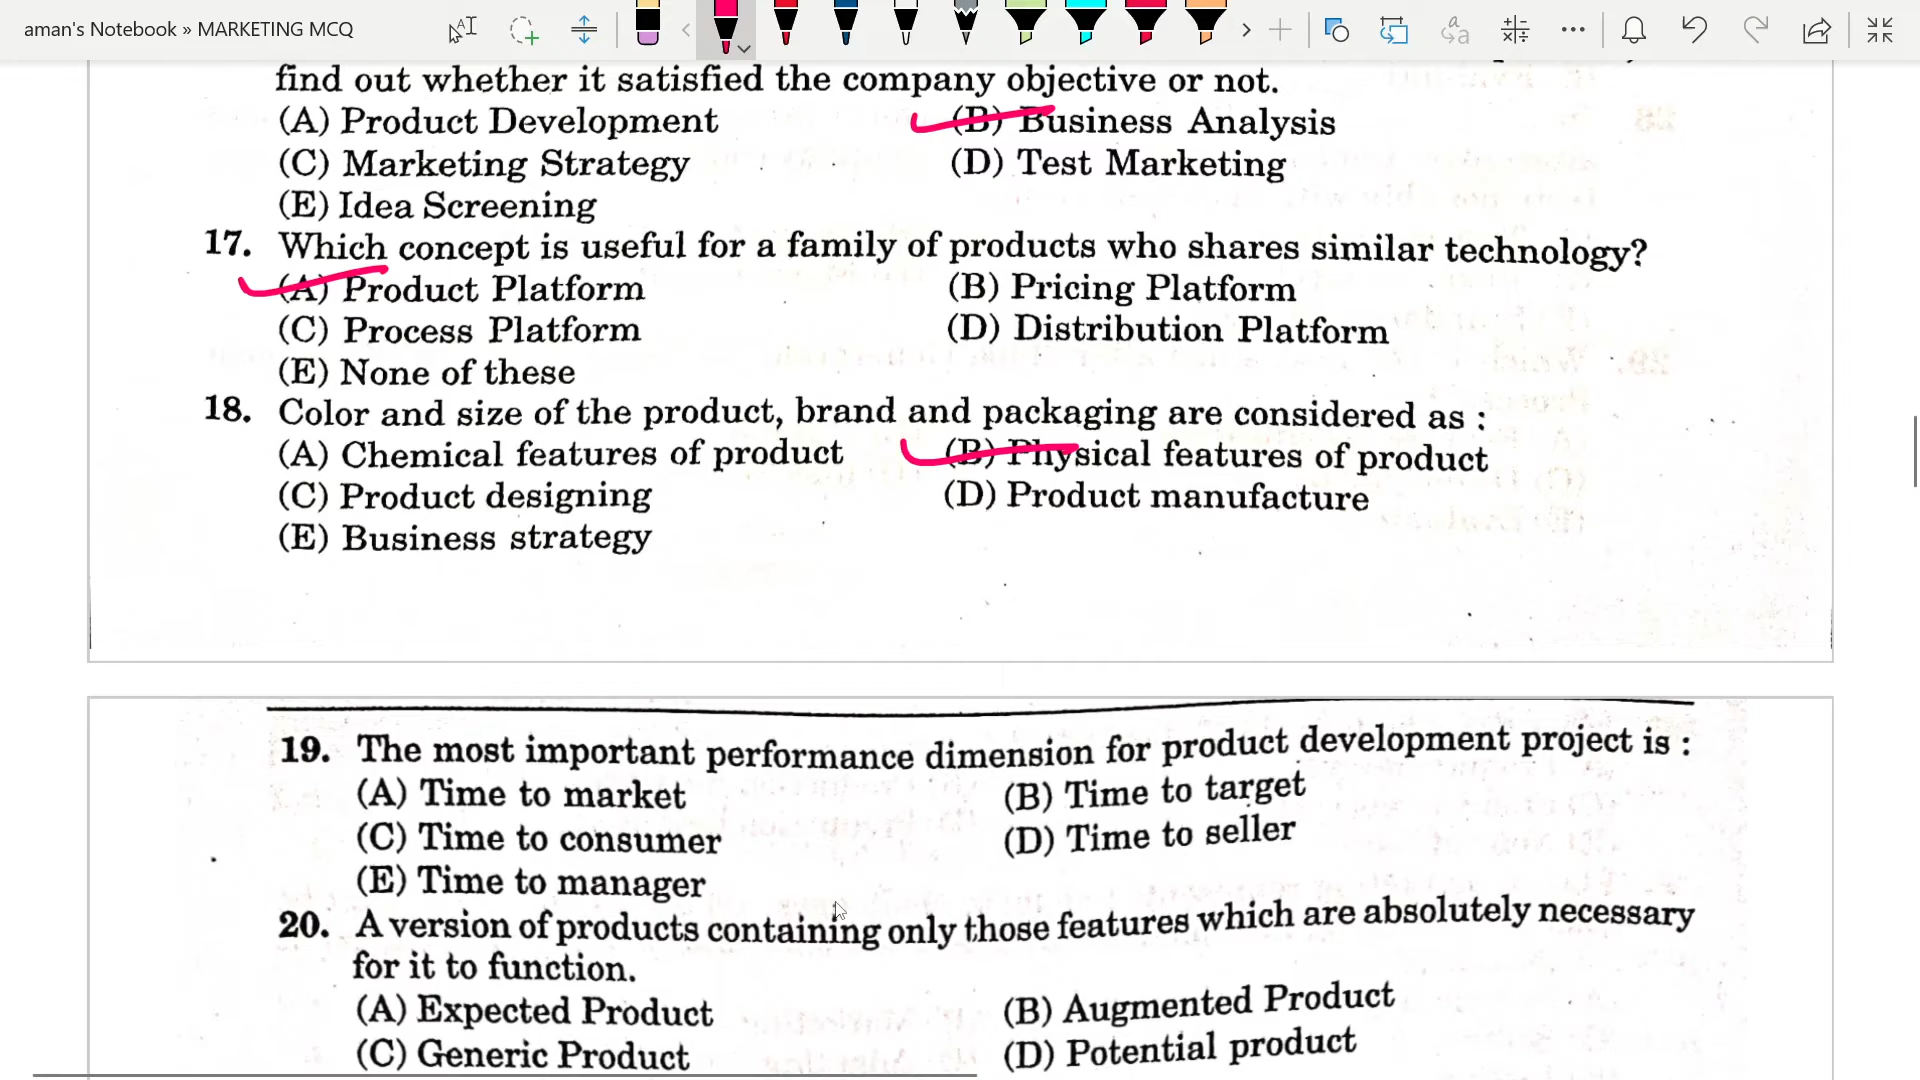 aman's Notebook » MARKETING MCQ
find out whether it satisfied the company objective or not.
(A) Product Development (B) Business Analysis
(C) Marketing Strategy (D) Test Marketing
(E) Idea Screening
17. Which concept is useful for a family of products who shares similar technology?
(A) Product Platform (B) Pricing Platform
(C) Process Platform (D) Distribution Platform
(E) None of these
18. Color and size of the product, brand and packaging are considered as :
(A) Chemical features of product (B) Physical features of product
(C) Product designing (D) Product manufacture
(E) Business strategy
19. The most important performance dimension for product development project is :
(A) Time to market (B) Time to target
(C) Time to consumer (D) Time to seller
(E) Time to manager
20. A version of products containing only those features which are absolutely necessary
for it to function.
(A) Expected Product (B) Augmented Product
(C) Generic Product (D) Potential product